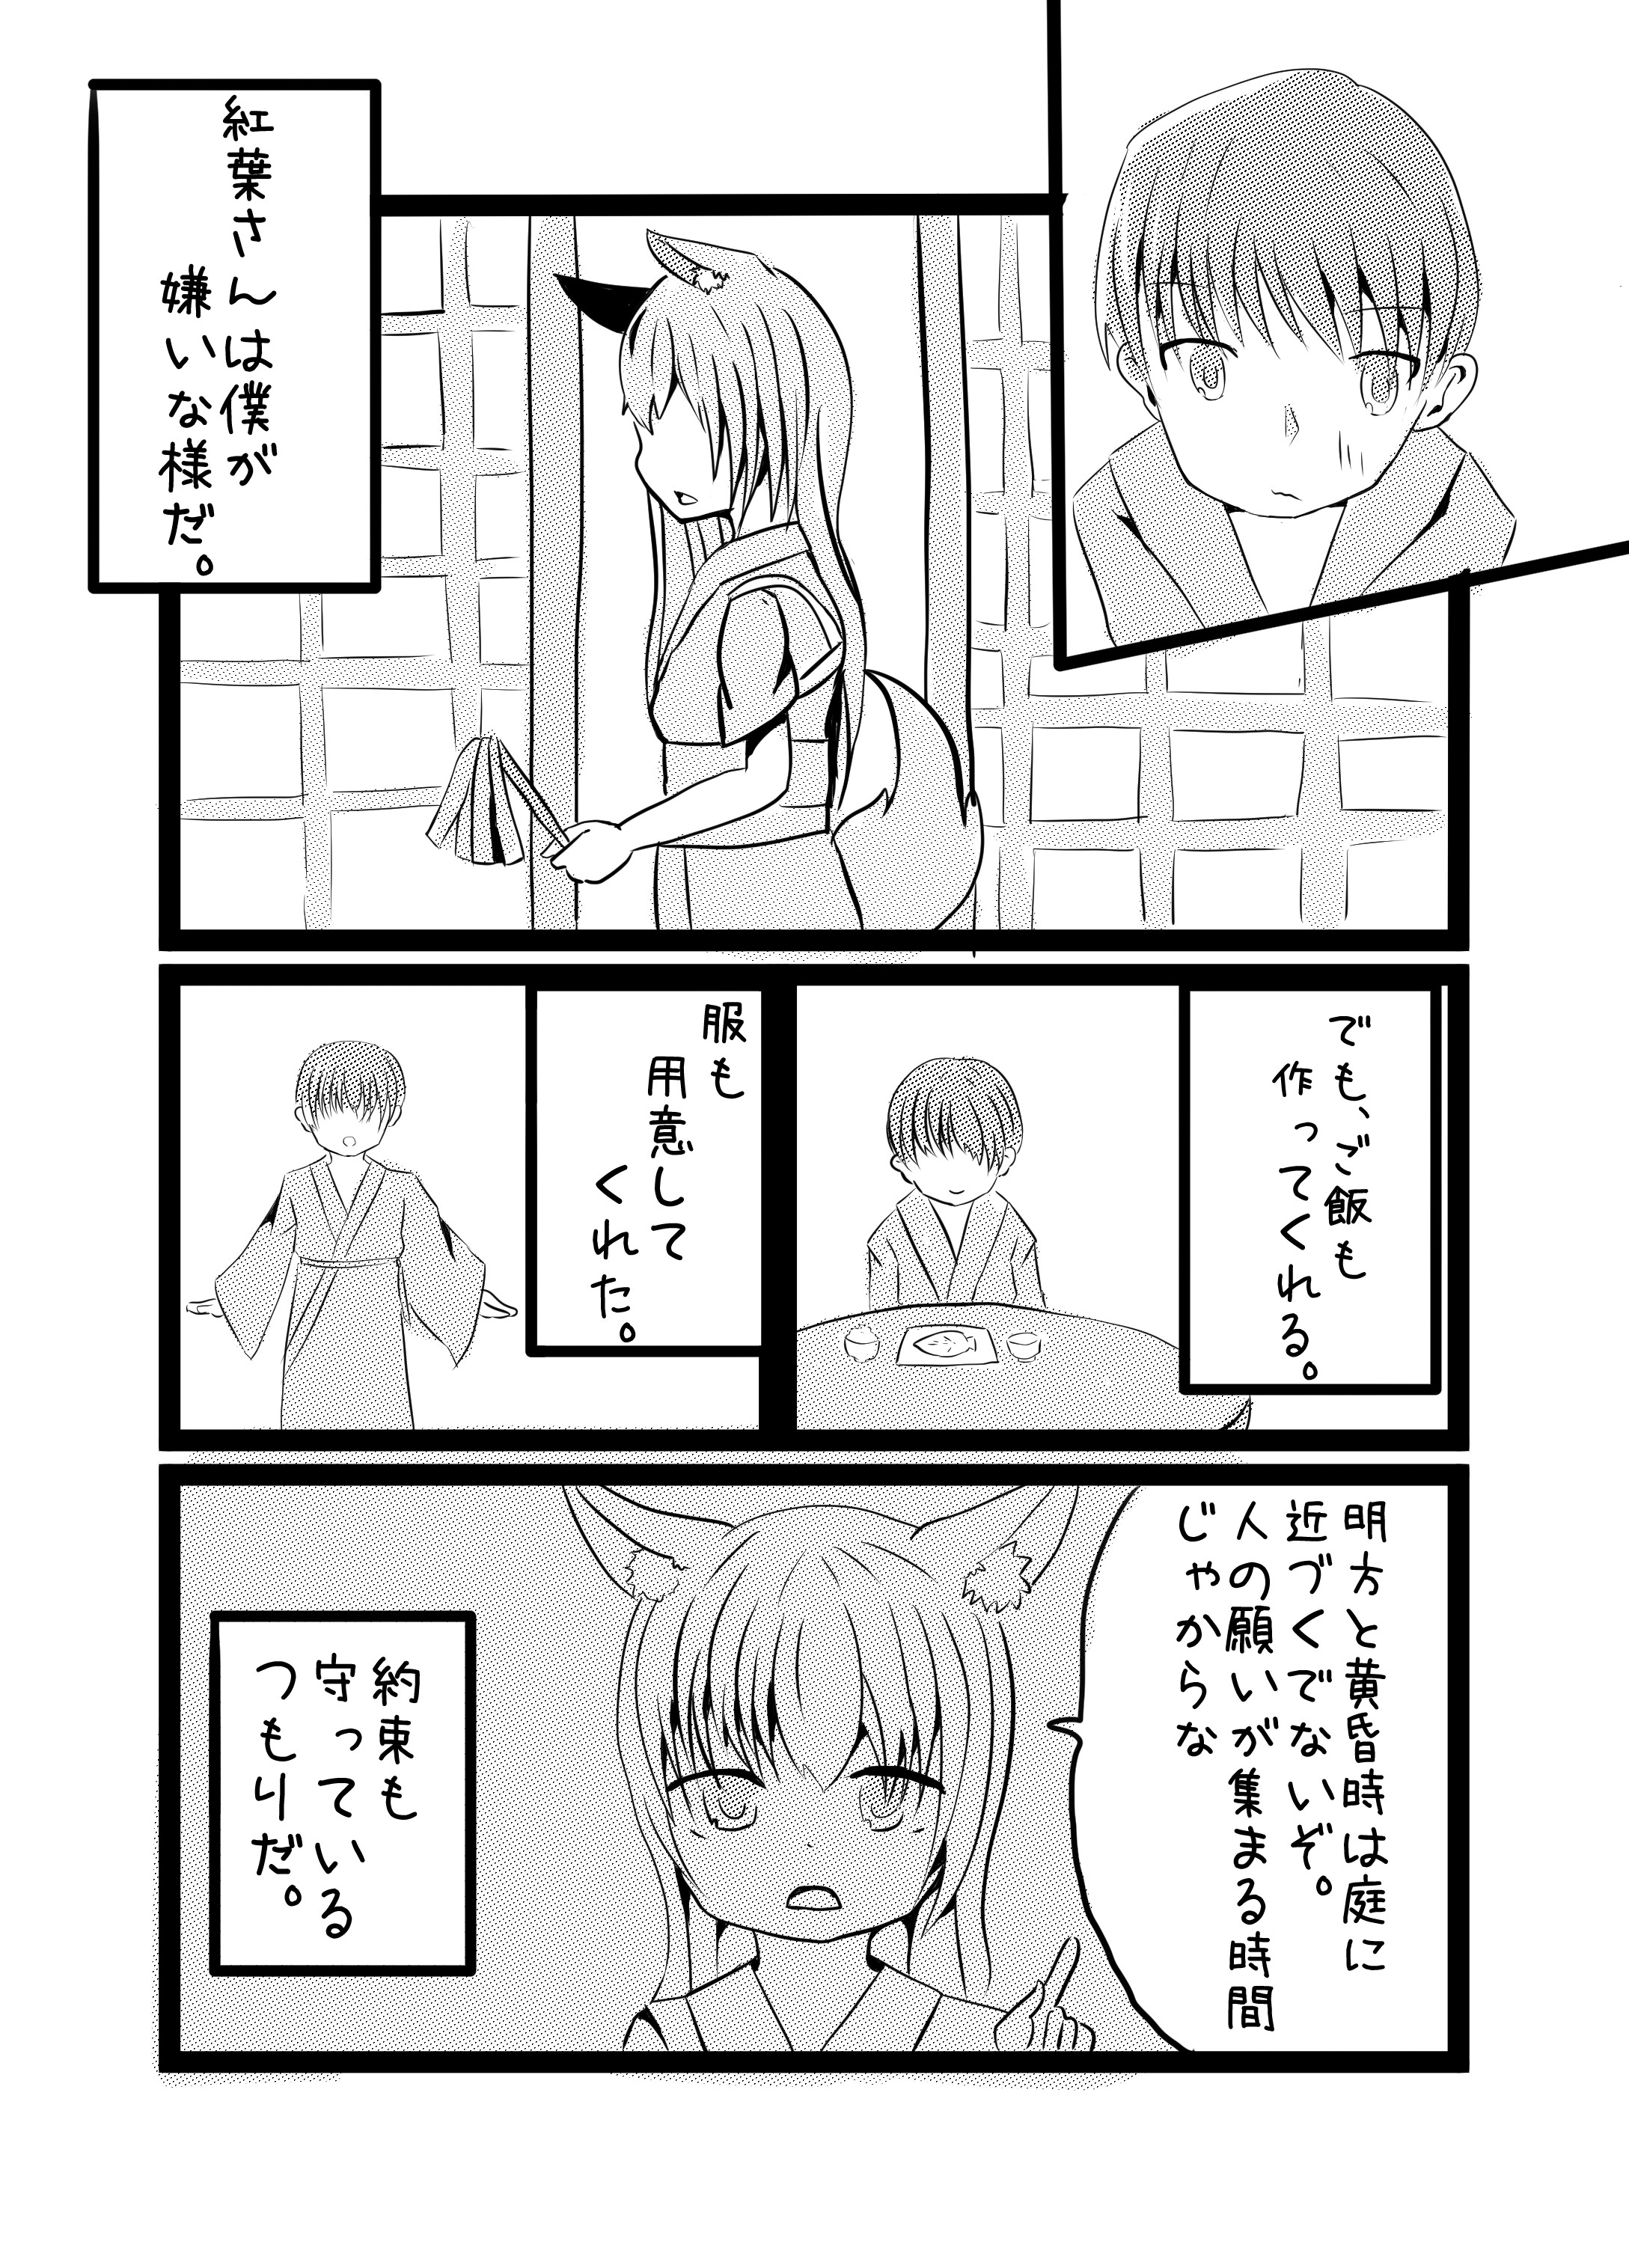 紅葉さんは僕が
嫌いな様だ。
でも、ご飯も
作ってくれる。
服も
用意して
くれた。
明方と黄昏時は庭に
近づくでないぞ。
人の願いが集まる時間
じゃからな
約束も
守っている
つもりだ。